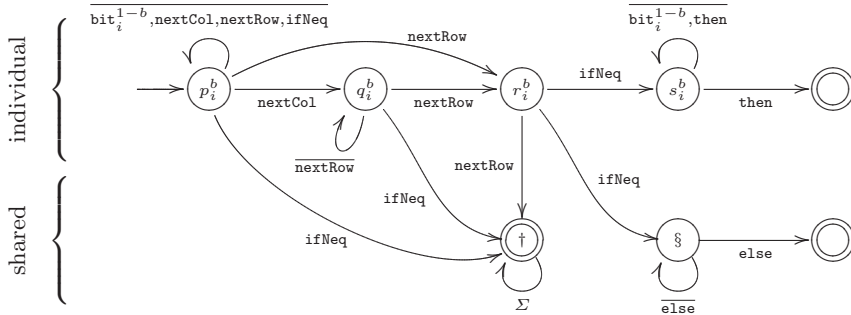 bit_i^{1-b},nextCol,nextRow,ifNeq
bit_i^{1-b},then
nextRow
individual
p_i^b
nextCol
q_i^b
nextRow
r_i^b
ifNeq
s_i^b
then
nextRow
nextRow
ifNeq
ifNeq
shared
ifNeq
†
§
else
Σ
else